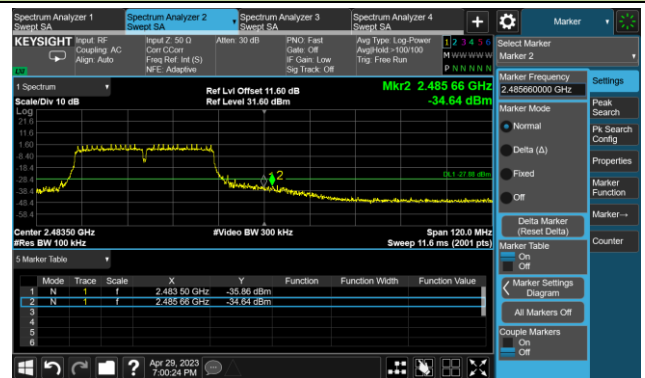 Spectrum Analyzer 1
Swept SA
Spectrum Analyzer 2
Swept SA
Spectrum Analyzer 3
Swept SA
Spectrum Analyzer 4
Swept SA
+
Marker
KEYSIGHT
Input: RF
Coupling: AC
Align: Auto
Input Z: 50 Ω
Corr CCorr
Freq Ref: Int (S)
NFE: Adaptive
Atten: 30 dB
PNO: Fast
Gate: Off
IF Gain: Low
Sig Track: Off
Avg Type: Log-Power
Avg|Hold:>100/100
Trig: Free Run
1 2 3 4 5 6
M W W W W W
P N N N N N
Select Marker
Marker 2
LW
1 Spectrum
Scale/Div 10 dB
Log
Ref Lvl Offset 11.60 dB
Ref Level 31.60 dBm
Mkr2 2.485 66 GHz
-34.64 dBm
21.6
11.6
1.60
-8.40
-18.4
-28.4
-38.4
-48.4
-58.4
2
DL1 -27.88 dBm
Center 2.48350 GHz
#Res BW 100 kHz
#Video BW 300 kHz
Span 120.0 MHz
Sweep 11.6 ms (2001 pts)
5 Marker Table
Mode Trace Scale X Y Function Function Width Function Value
1 N 1 f 2.483 50 GHz -35.86 dBm
2 N 1 f 2.485 66 GHz -34.64 dBm
3
4
5
6
Marker Frequency
2.485660000 GHz
Marker Mode
Normal
Delta (Δ)
Fixed
Off
Delta Marker
(Reset Delta)
Marker Table
On
Off
Marker Settings
Diagram
All Markers Off
Couple Markers
On
Off
Settings
Peak
Search
Pk Search
Config
Properties
Marker
Function
Marker→
Counter
?
Apr 29, 2023
7:00:24 PM